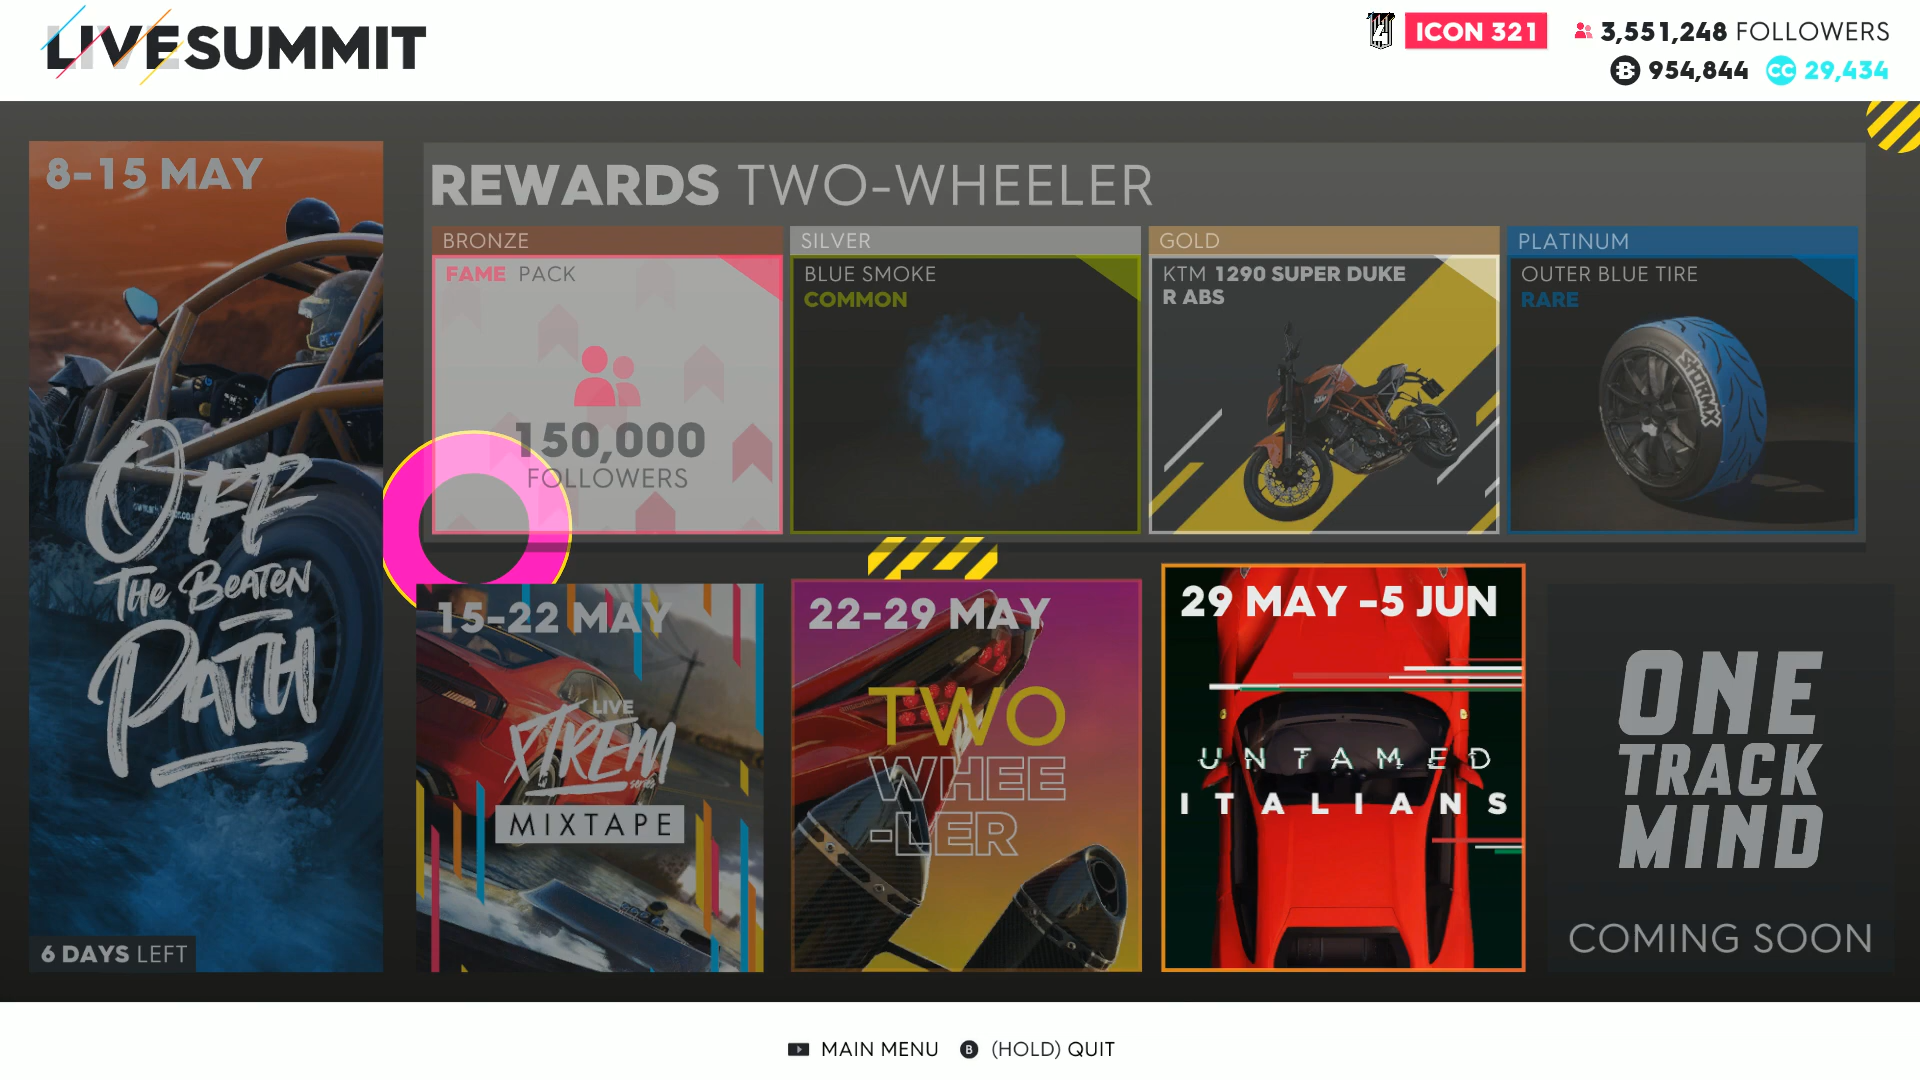 LIVESUMMIT
ICON 321
3,551,248 FOLLOWERS
954,844
CC 29,434
8-15 MAY
OFF
THE BEATEN
PATH
6 DAYS LEFT
REWARDS TWO-WHEELER
BRONZE
FAME PACK
150,000
FOLLOWERS
SILVER
BLUE SMOKE
COMMON
GOLD
KTM 1290 SUPER DUKE
R ABS
PLATINUM
OUTER BLUE TIRE
RARE
STORMX
15-22 MAY
LIVE
XTREM
series
MIXTAPE
22-29 MAY
TWO
WHEE
-LER
29 MAY -5 JUN
UNTAMED
ITALIANS
ONE
TRACK
MIND
COMING SOON
MAIN MENU
B (HOLD) QUIT